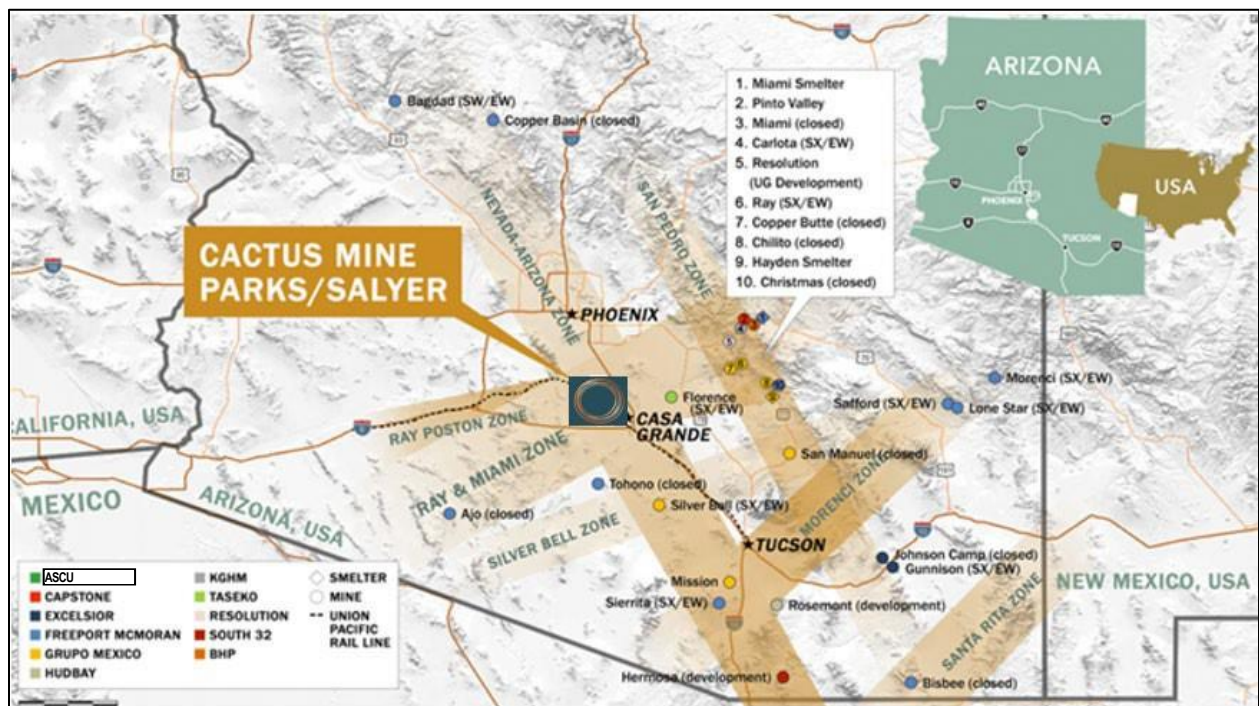 Bagdad (SW/EW)
Copper Basin (closed)
1. Miami Smelter
2. Pinto Valley
3. Miami (closed)
4. Carlota (SX/EW)
5. Resolution
(UG Development)
6. Ray (SX/EW)
7. Copper Butte (closed)
8. Chilito (closed)
9. Hayden Smelter
10. Christmas (closed)
ARIZONA
PHOENIX
TUCSON
USA
NEVADA-ARIZONA ZONE
SAN PEDRO ZONE
CACTUS MINE
PARKS/SALYER
PHOENIX
Florence
(SX/EW)
CASA
GRANDE
Morenci (SX/EW)
Safford (SX/EW)
Lone Star (SX/EW)
CALIFORNIA, USA
RAY POSTON ZONE
RAY & MIAMI ZONE
San Manuel (closed)
MEXICO
ARIZONA, USA
Tohono (closed)
Ajo (closed)
Silver Bell (SX/EW)
SILVER BELL ZONE
MORENCI ZONE
TUCSON
Johnson Camp (closed)
Gunnison (SX/EW)
NEW MEXICO, USA
Mission
Sierrita (SX/EW)
Rosemont (development)
SANTA RITA ZONE
Hermosa (development)
Bisbee (closed)
ASCU
CAPSTONE
EXCELSIOR
FREEPORT MCMORAN
GRUPO MEXICO
HUDBAY
KGHM
TASEKO
RESOLUTION
SOUTH 32
BHP
SMELTER
MINE
UNION
PACIFIC
RAIL LINE